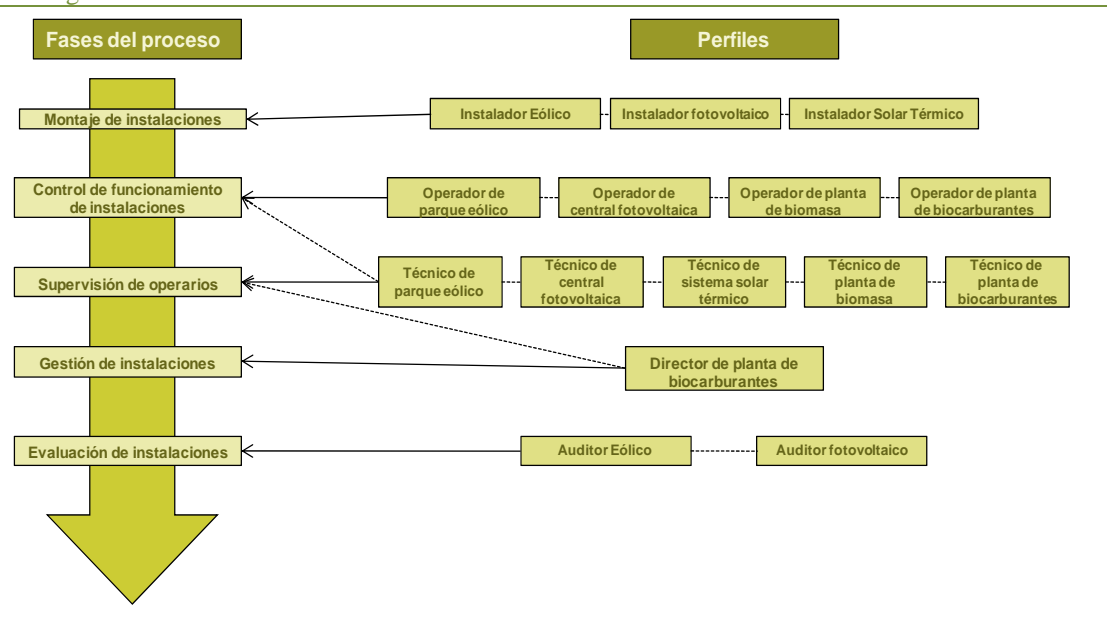 Fases del proceso
Perfiles
Montaje de instalaciones
Instalador Eólico
Instalador fotovoltaico
Instalador Solar Térmico
Control de funcionamiento
de instalaciones
Operador de
parque eólico
Operador de
central fotovoltaica
Operador de planta
de biomasa
Operador de planta
de biocarburantes
Supervisión de operarios
Técnico de
parque eólico
Técnico de
central
fotovoltaica
Técnico de
sistema solar
térmico
Técnico de
planta de
biomasa
Técnico de
planta de
biocarburantes
Gestión de instalaciones
Director de planta de
biocarburantes
Evaluación de instalaciones
Auditor Eólico
Auditor fotovoltaico